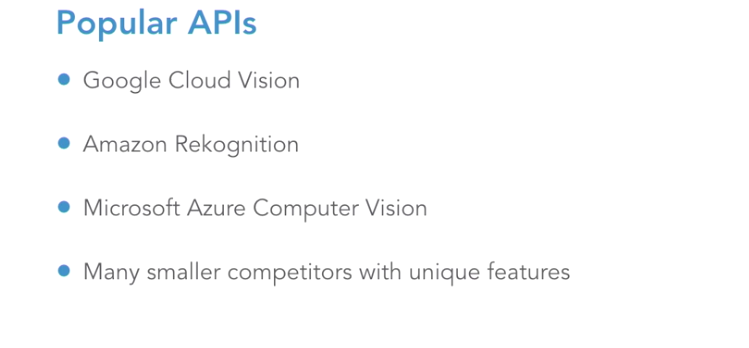 Popular APIs
Google Cloud Vision
Amazon Rekognition
Microsoft Azure Computer Vision
Many smaller competitors with unique features